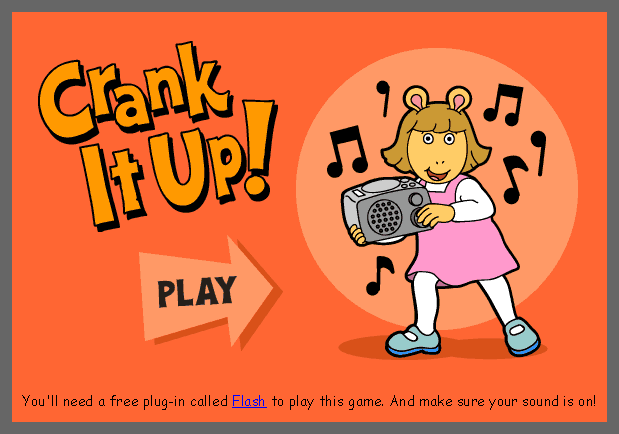 Crank
It Up!
PLAY
You'll need a free plug-in called Flash to play this game. And make sure your sound is on!